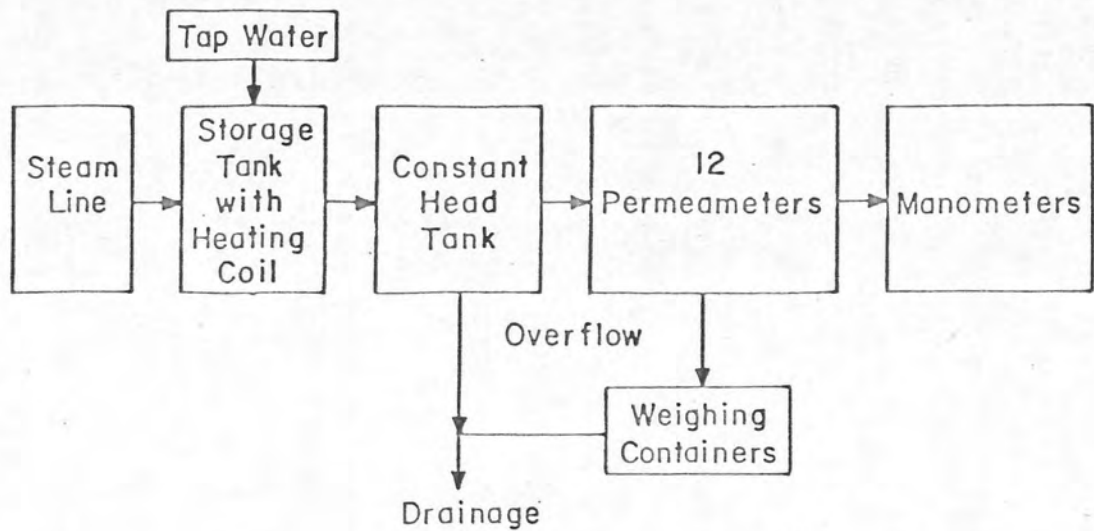 Tap Water
Steam
Line
Storage
Tank
with
Heating
Coil
Constant
Head
Tank
12
Permeameters
Manometers
Overflow
Weighing
Containers
Drainage